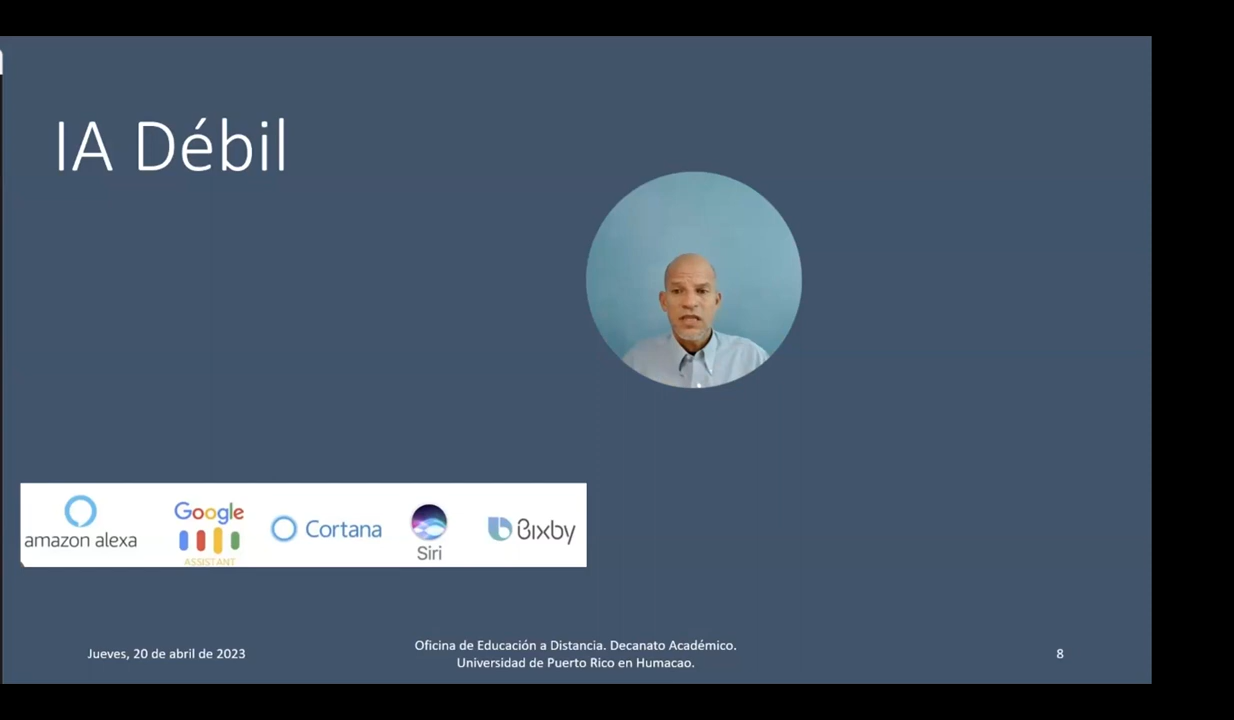 IA Débil
amazon alexa
Google
ASSISTANT
Cortana
Siri
Bixby
Jueves, 20 de abril de 2023
Oficina de Educación a Distancia. Decanato Académico.
Universidad de Puerto Rico en Humacao.
8